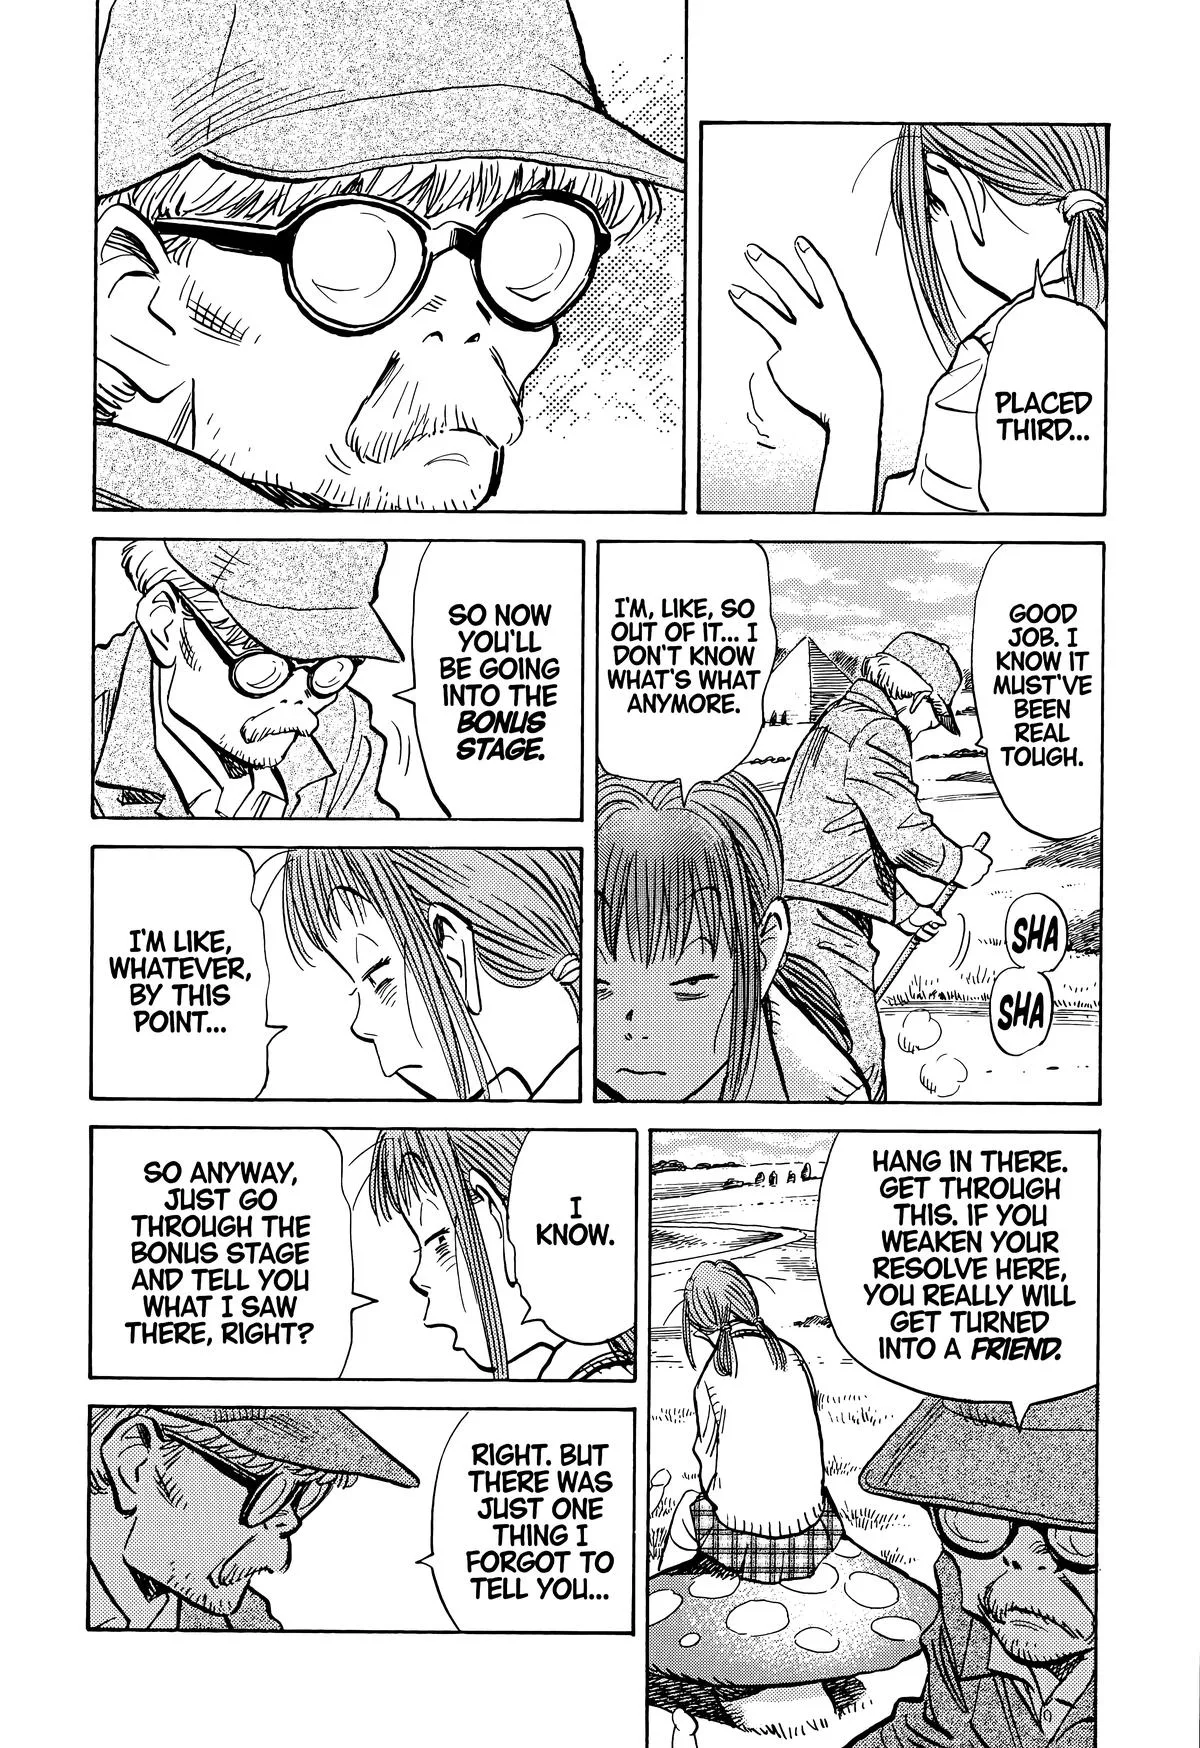 PLACED
THIRD...
GOOD
JOB. I
KNOW IT
MUST'VE
BEEN
REAL
TOUGH.
I'M, LIKE, SO
OUT OF IT... I
DON'T KNOW
WHAT'S WHAT
ANYMORE.
SHA
SHA
SO NOW
YOU'LL
BE GOING
INTO THE
BONUS
STAGE.
I'M LIKE,
WHATEVER,
BY THIS
POINT...
HANG IN THERE.
GET THROUGH
THIS. IF YOU
WEAKEN YOUR
RESOLVE HERE,
YOU REALLY WILL
GET TURNED
INTO A FRIEND.
I
KNOW.
SO ANYWAY,
JUST GO
THROUGH THE
BONUS STAGE
AND TELL YOU
WHAT I SAW
THERE, RIGHT?
RIGHT. BUT
THERE WAS
JUST ONE
THING I
FORGOT TO
TELL YOU...